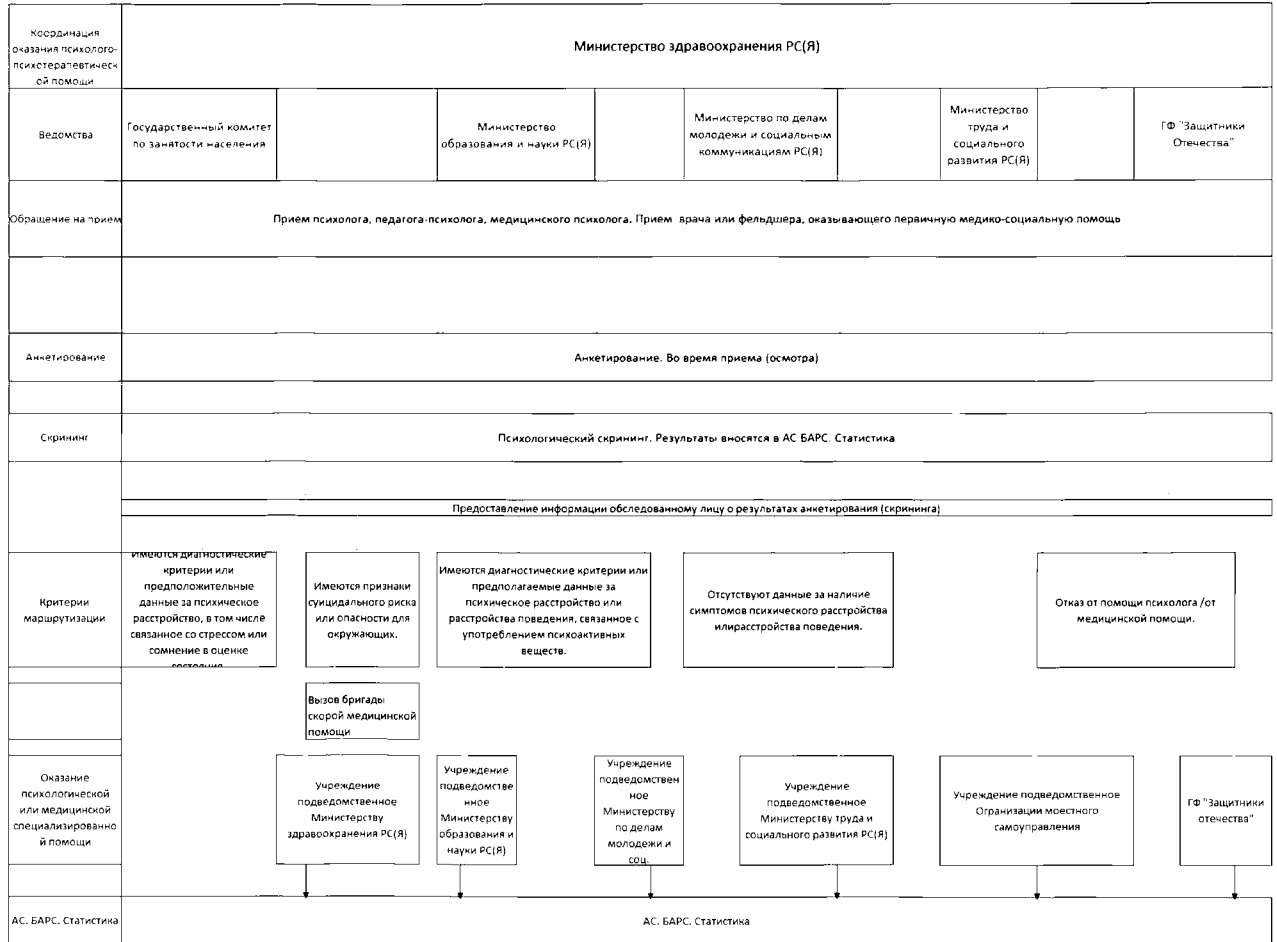 Координация
оказания психолого-
психотерапевтическ
ой помощи
Министерство здравоохранения РС(Я)
Ведомства
Государственный комитет
по занятости населения
Министерство
образования и науки РС(Я)
Министерство по делам
молодежи и социальным
коммуникациям РС(Я)
Министерство
труда и
социального
развития РС(Я)
ГФ "Защитники
Отечества"
Обращение на прием
Прием психолога, педагога-психолога, медицинского психолога. Прием врача или фельдшера, оказывающего первичную медико-социальную помощь
Анкетирование
Анкетирование. Во время приема (осмотра)
Скрининг
Психологический скрининг. Результаты вносятся в АС БАРС. Статистика
Предоставление информации обследованному лицу о результатах анкетирования (скрининга)
Критерии
маршрутизации
Имеются диагностические
критерии или
предположительные
данные за психическое
расстройство, в том числе
связанное со стрессом или
сомнение в оценке
состояния
Имеются признаки
суицидального риска
или опасности для
окружающих.
Имеются диагностические критерии или
предполагаемые данные за
психическое расстройство или
расстройства поведения, связанное с
употреблением психоактивных
веществ.
Отсутствуют данные за наличие
симптомов психического расстройства
илирасстройства поведения.
Отказ от помощи психолога /от
медицинской помощи.
Вызов бригады
скорой медицинской
помощи
Оказание
психологической
или медицинской
специализированно
й помощи
Учреждение
подведомственное
Министерству
здравоохранения РС(Я)
Учреждение
подведомстве
нное
Министерству
образования и
науки РС(Я)
Учреждение
подведомствен
ное
Министерству
по делам
молодежи и
соц.
Учреждение
подведомственное
Министерству труда и
социального развития РС(Я)
Учреждение подведомственное
Огранизации моестного
самоуправления
ГФ "Защитники
отечества"
АС. БАРС. Статистика
АС. БАРС. Статистика